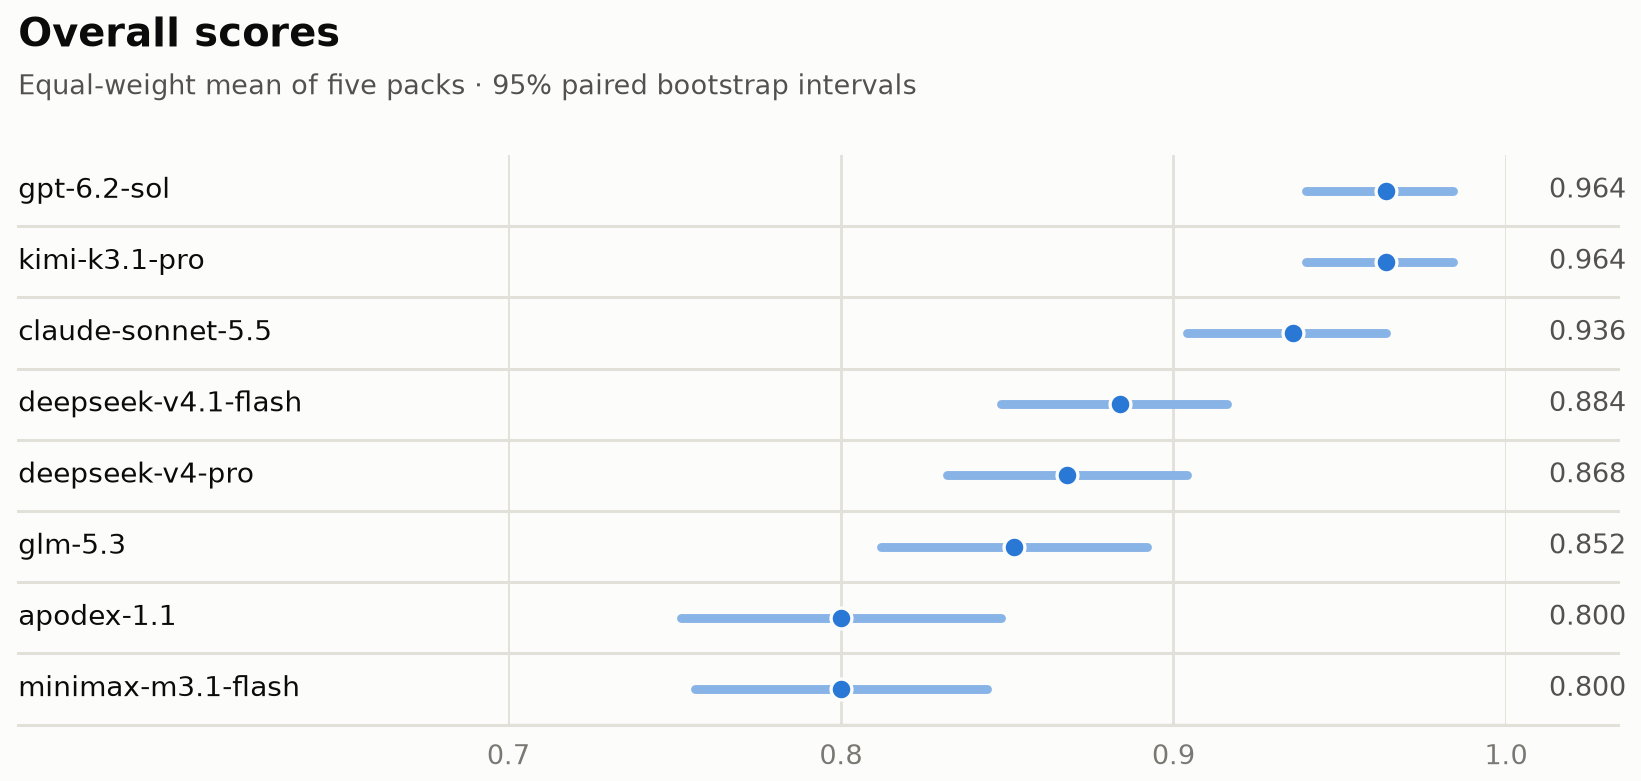 Overall scores
Equal-weight mean of five packs · 95% paired bootstrap intervals
gpt-6.2-sol 0.964
kimi-k3.1-pro 0.964
claude-sonnet-5.5 0.936
deepseek-v4.1-flash 0.884
deepseek-v4-pro 0.868
glm-5.3 0.852
apodex-1.1 0.800
minimax-m3.1-flash 0.800
0.7 0.8 0.9 1.0